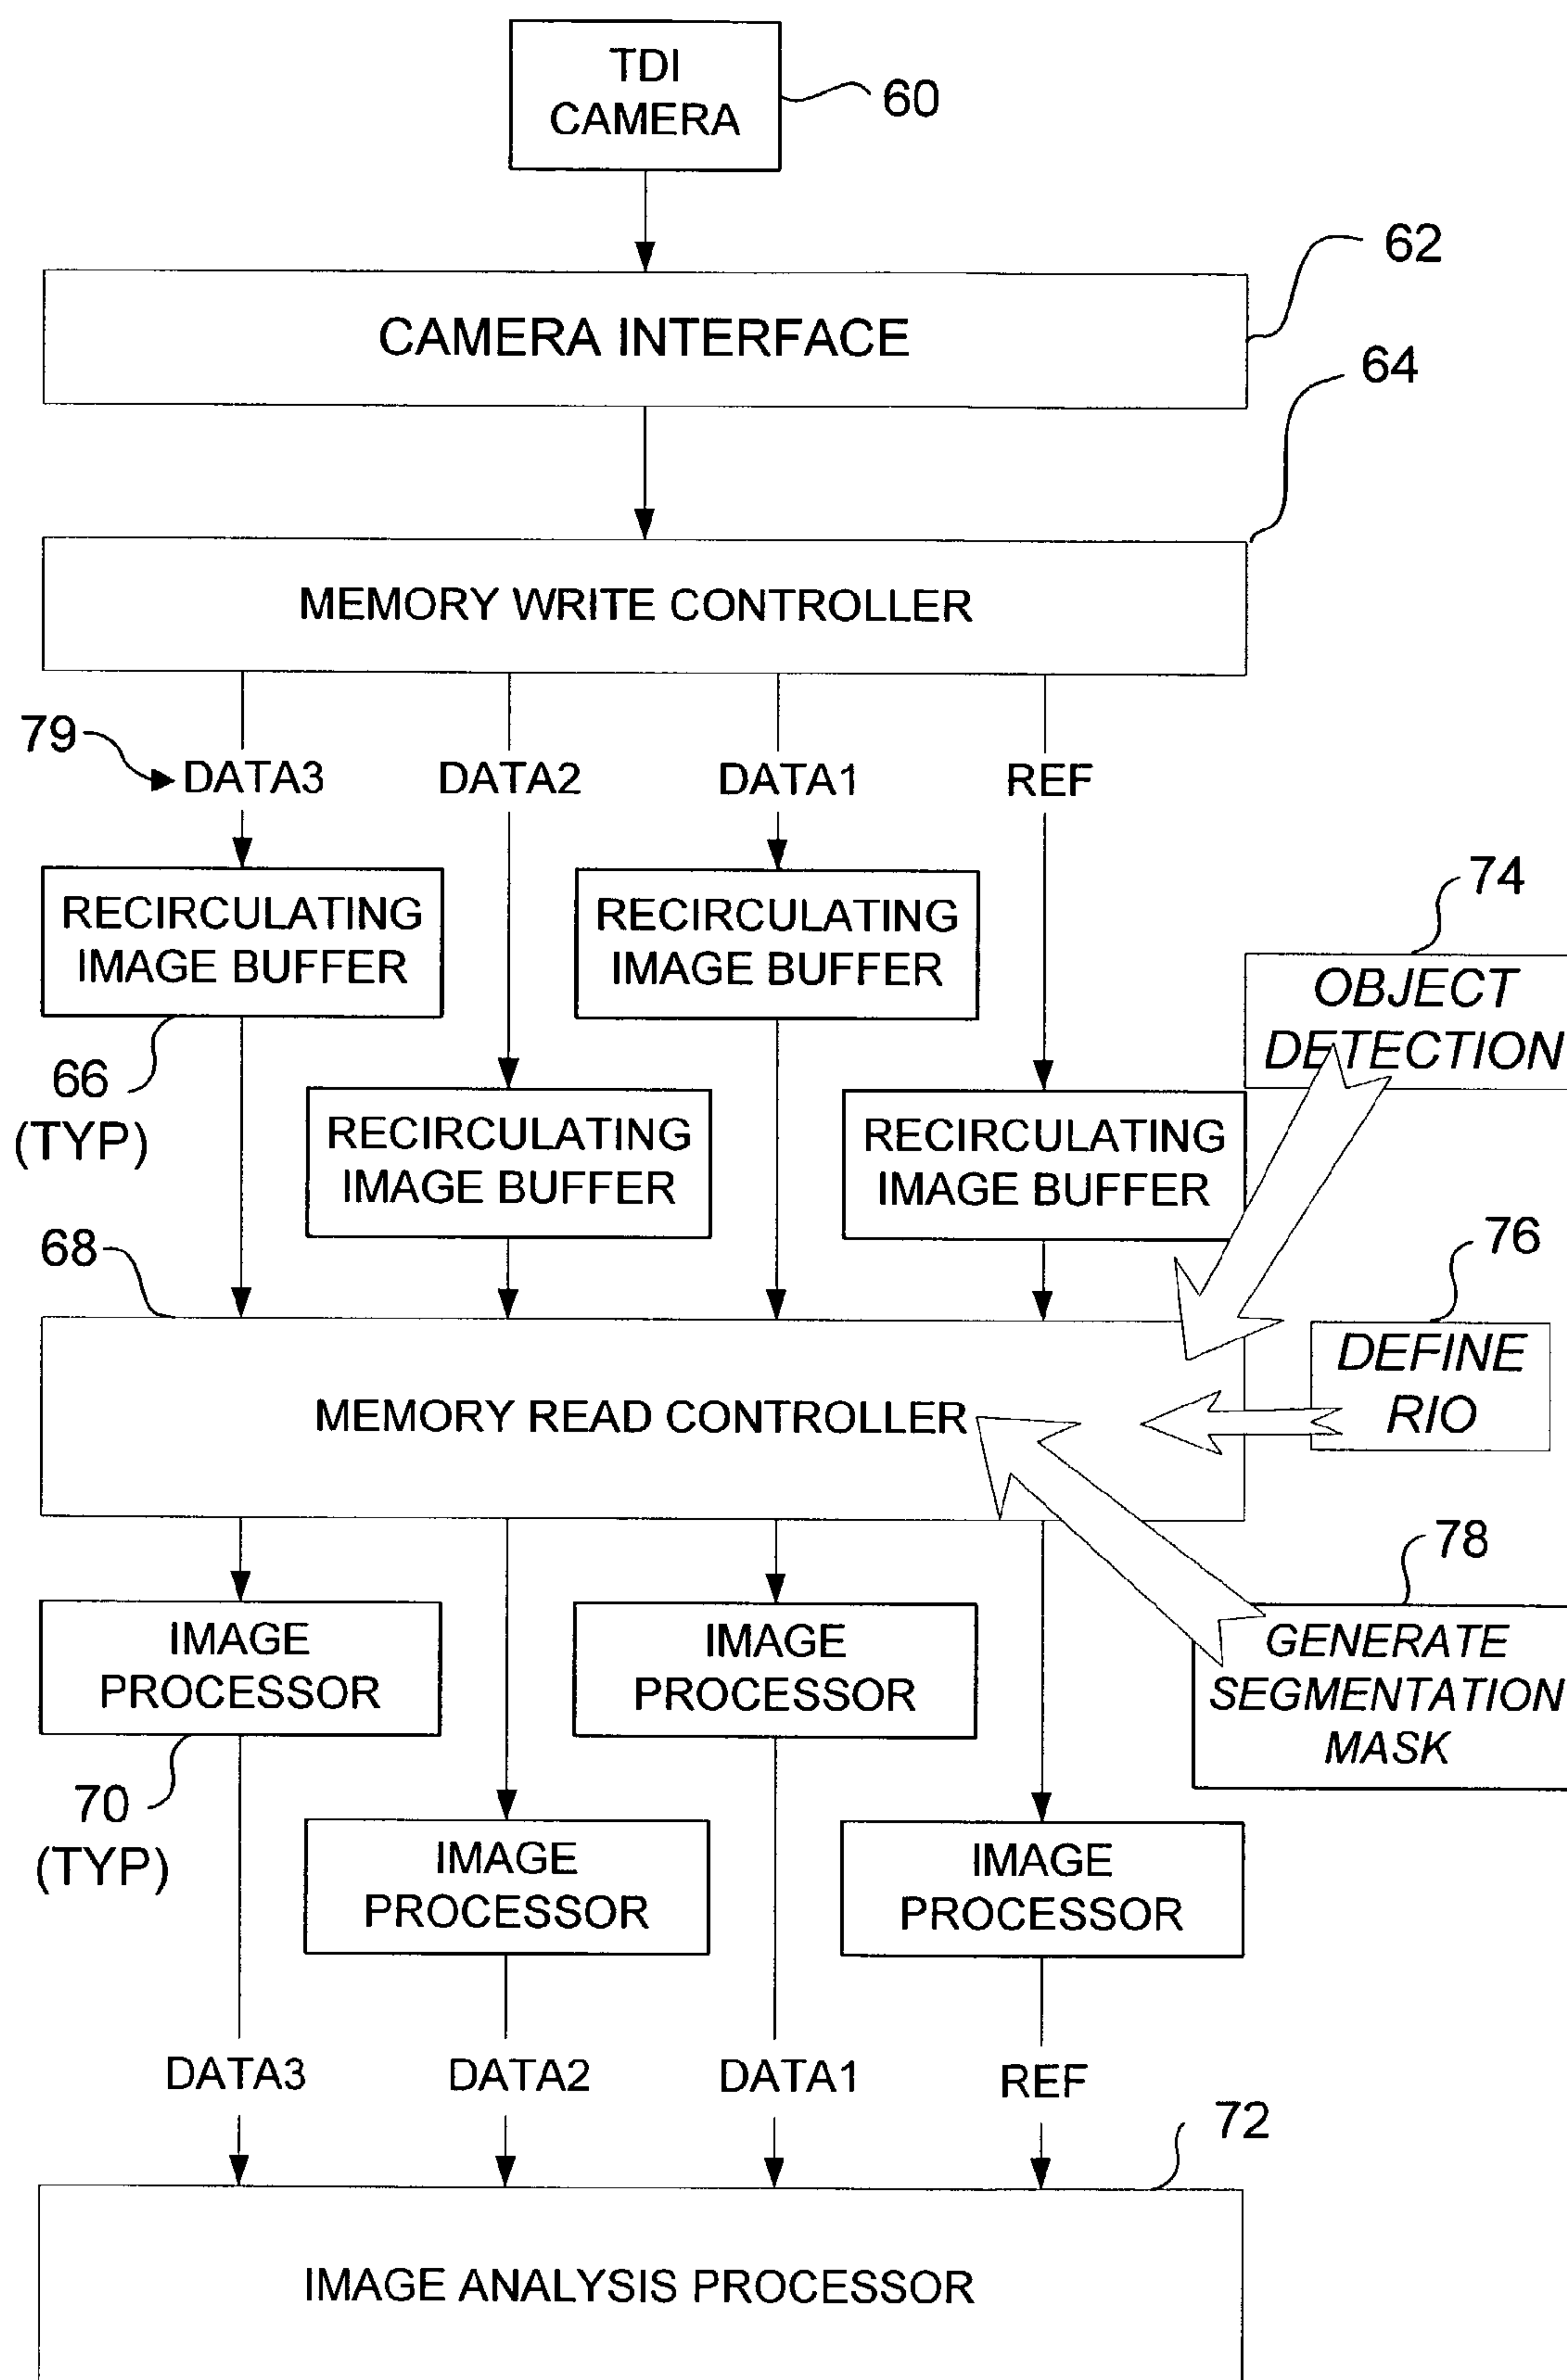 TDI
CAMERA
60
CAMERA INTERFACE
62
64
MEMORY WRITE CONTROLLER
79
DATA3
DATA2
DATA1
REF
RECIRCULATING
IMAGE BUFFER
RECIRCULATING
IMAGE BUFFER
74
OBJECT
DETECTION
66
(TYP)
RECIRCULATING
IMAGE BUFFER
RECIRCULATING
IMAGE BUFFER
68
76
DEFINE
RIO
MEMORY READ CONTROLLER
78
GENERATE
SEGMENTATION
MASK
IMAGE
PROCESSOR
IMAGE
PROCESSOR
70
(TYP)
IMAGE
PROCESSOR
IMAGE
PROCESSOR
DATA3
DATA2
DATA1
REF
72
IMAGE ANALYSIS PROCESSOR